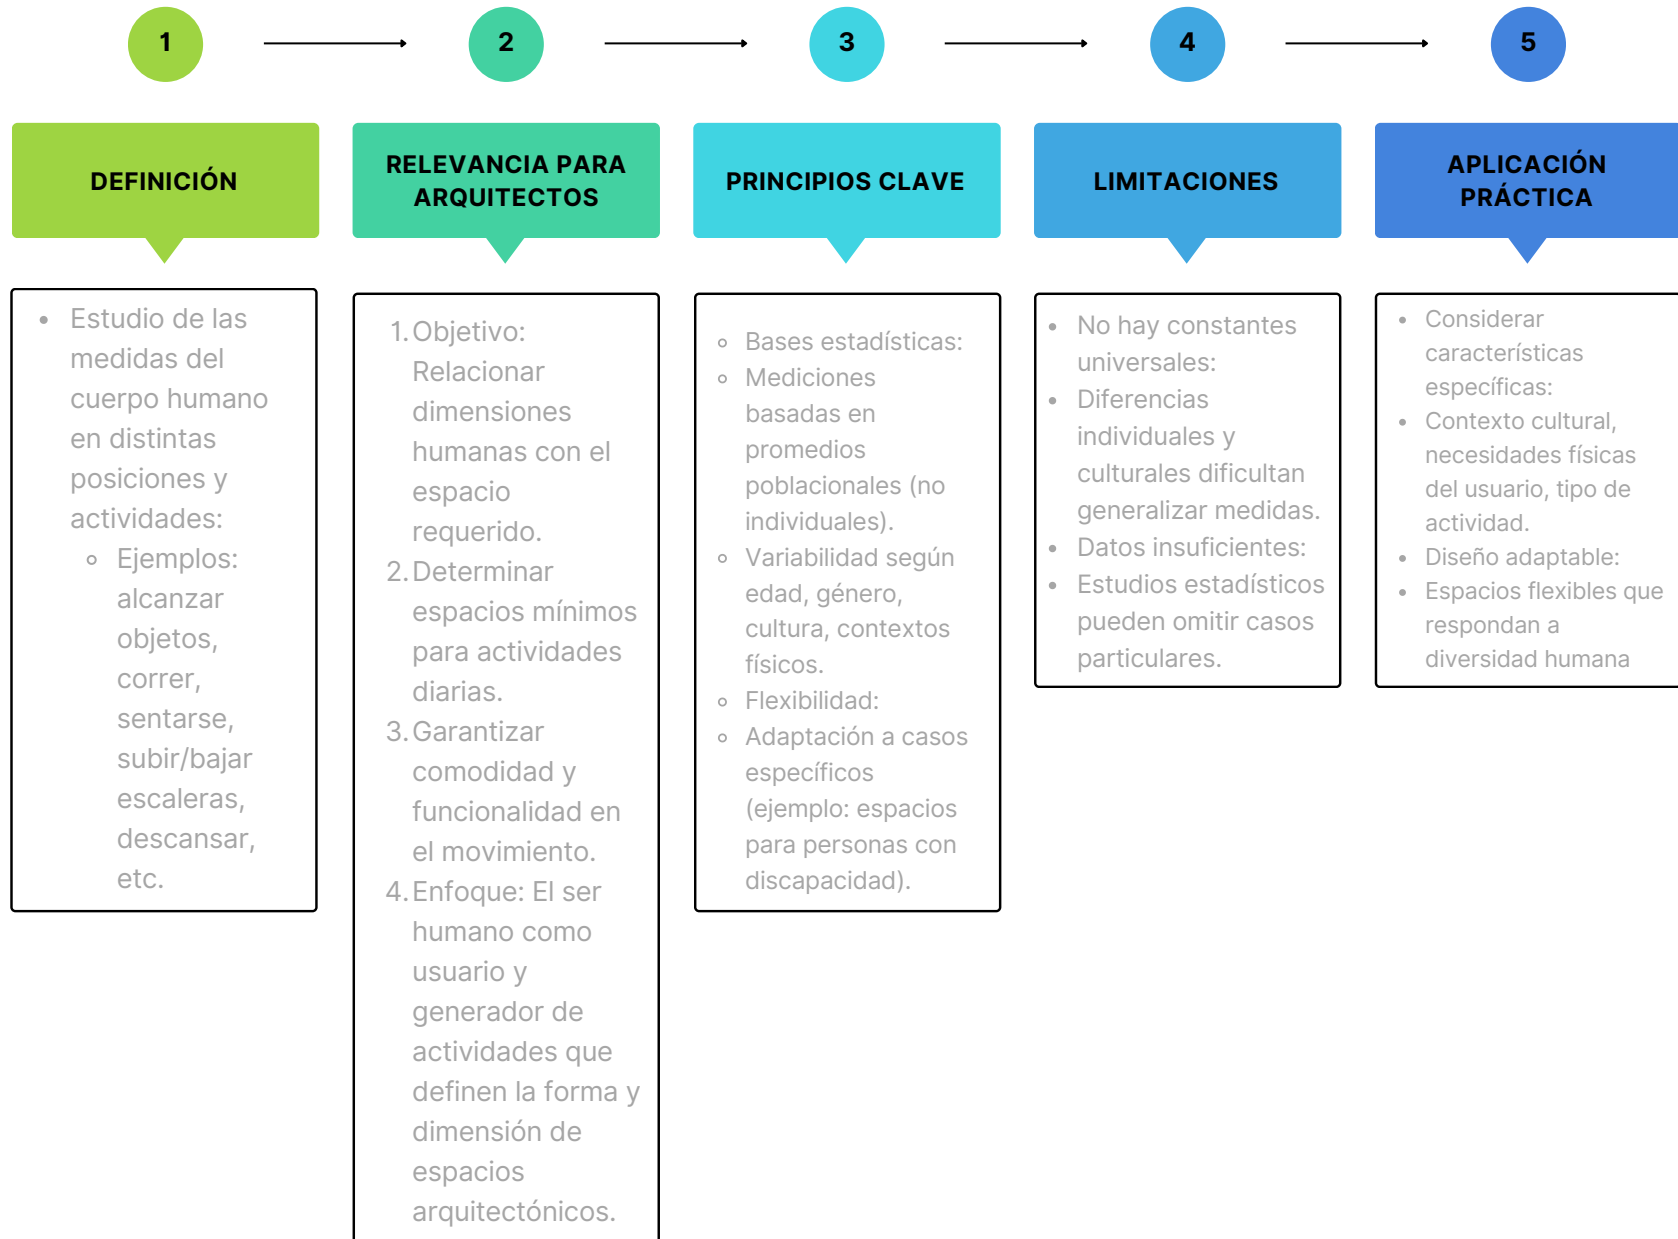 1
2
3
4
5
DEFINICIÓN
RELEVANCIA PARA
ARQUITECTOS
PRINCIPIOS CLAVE
LIMITACIONES
APLICACIÓN
PRÁCTICA
• Estudio de las
medidas del
cuerpo humano
en distintas
posiciones y
actividades:
◦ Ejemplos:
alcanzar
objetos,
correr,
sentarse,
subir/bajar
escaleras,
descansar,
etc.
1. Objetivo:
Relacionar
dimensiones
humanas con el
espacio
requerido.
2. Determinar
espacios mínimos
para actividades
diarias.
3. Garantizar
comodidad y
funcionalidad en
el movimiento.
4. Enfoque: El ser
humano como
usuario y
generador de
actividades que
definen la forma y
dimensión de
espacios
arquitectónicos.
◦ Bases estadísticas:
◦ Mediciones
basadas en
promedios
poblacionales (no
individuales).
◦ Variabilidad según
edad, género,
cultura, contextos
físicos.
◦ Flexibilidad:
◦ Adaptación a casos
específicos
(ejemplo: espacios
para personas con
discapacidad).
• No hay constantes
universales:
• Diferencias
individuales y
culturales dificultan
generalizar medidas.
• Datos insuficientes:
• Estudios estadísticos
pueden omitir casos
particulares.
• Considerar
características
específicas:
• Contexto cultural,
necesidades físicas
del usuario, tipo de
actividad.
• Diseño adaptable:
• Espacios flexibles que
respondan a
diversidad humana